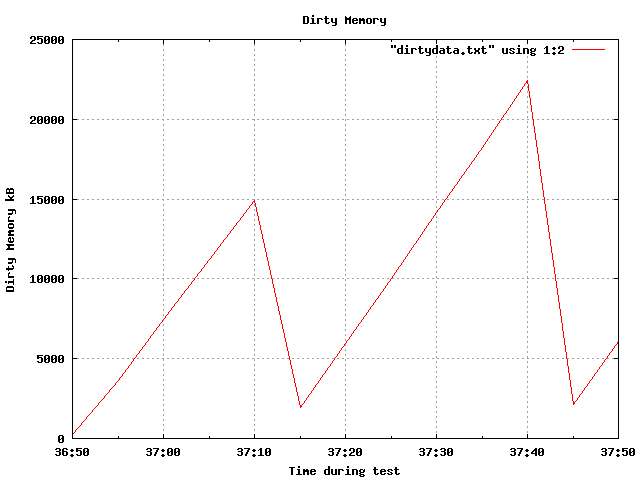 Dirty Memory
"dirtydata.txt" using 1:2
25000
20000
15000
10000
5000
0
Dirty Memory kB
36:50 37:00 37:10 37:20 37:30 37:40 37:50
Time during test